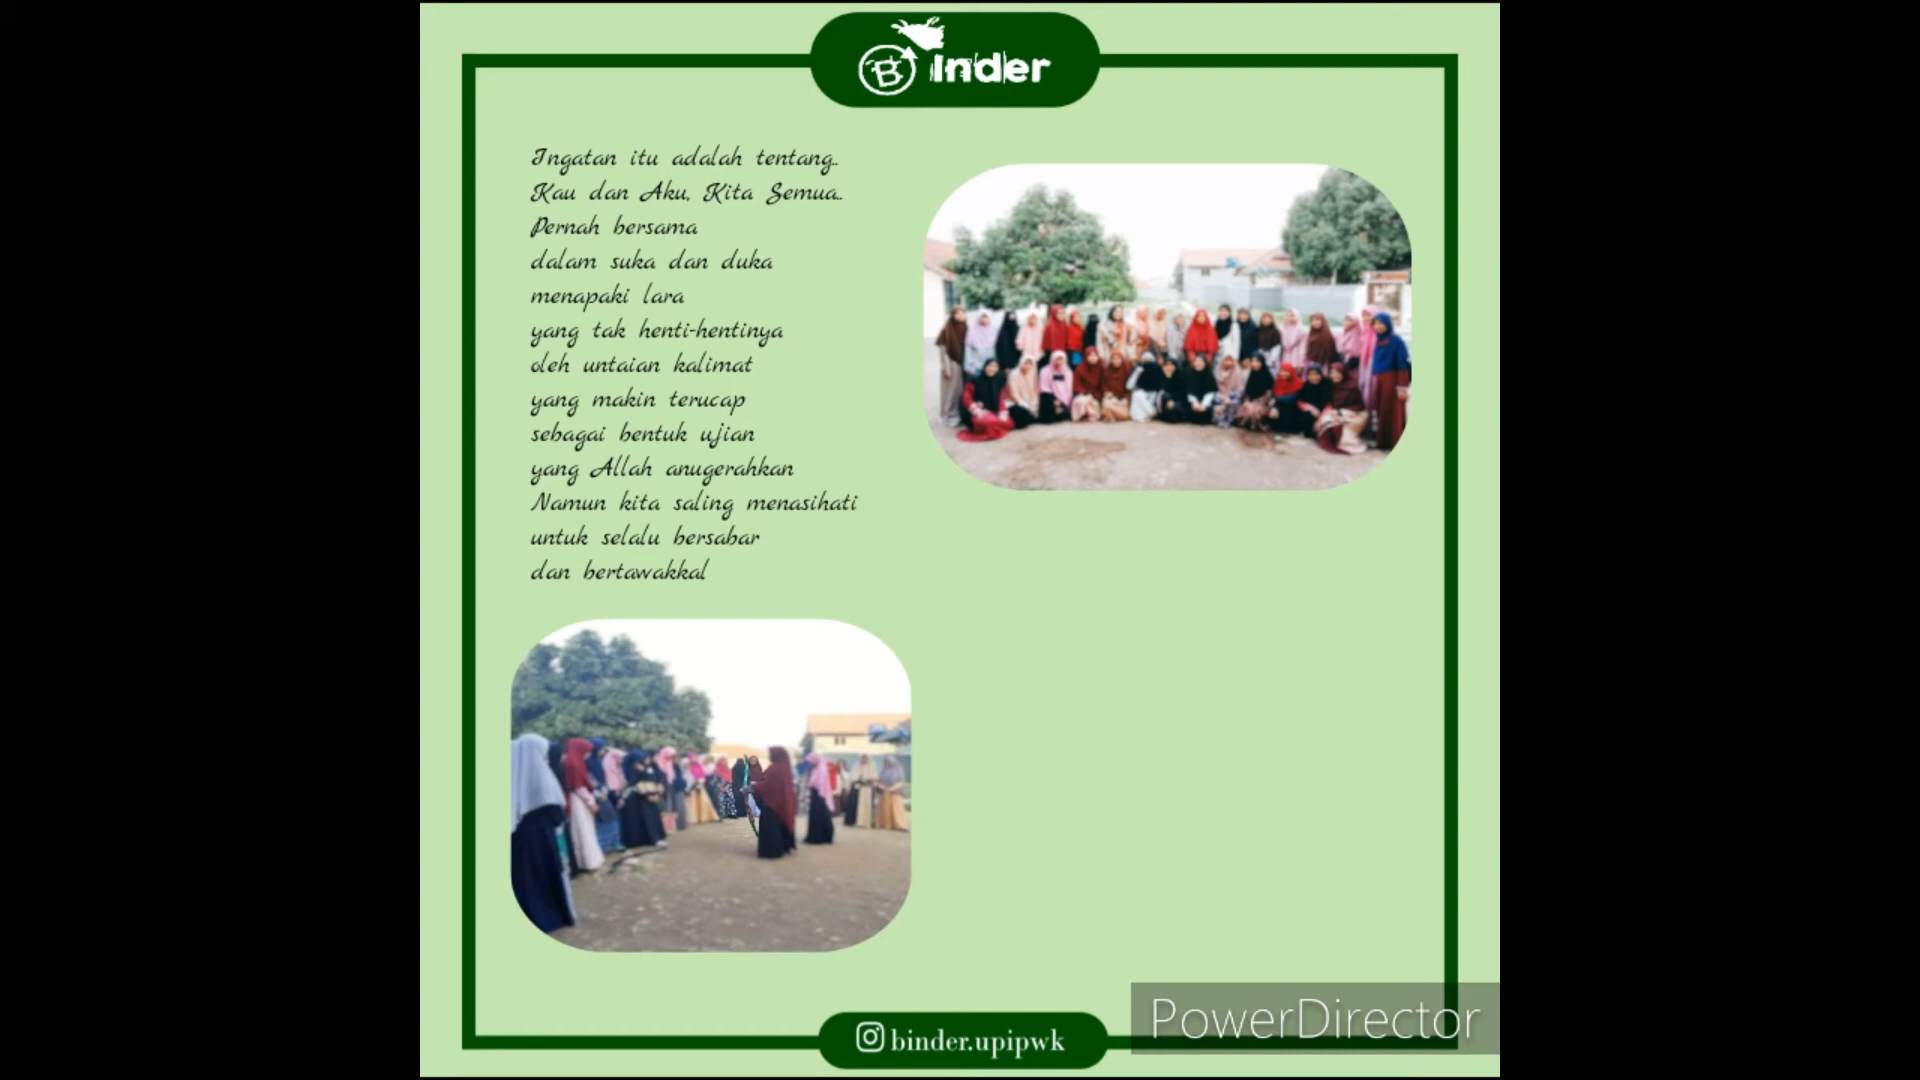 B inder
Ingatan itu adalah tentang..
Kau dan Aku, Kita Semua..
Pernah bersama
dalam suka dan duka
menapaki lara
yang tak henti-hentinya
oleh untaian kalimat
yang makin terucap
sebagai bentuk ujian
yang Allah anugerahkan
Namun kita saling menasihati
untuk selalu bersabar
dan bertawakkal
binder.upipwk
PowerDirector